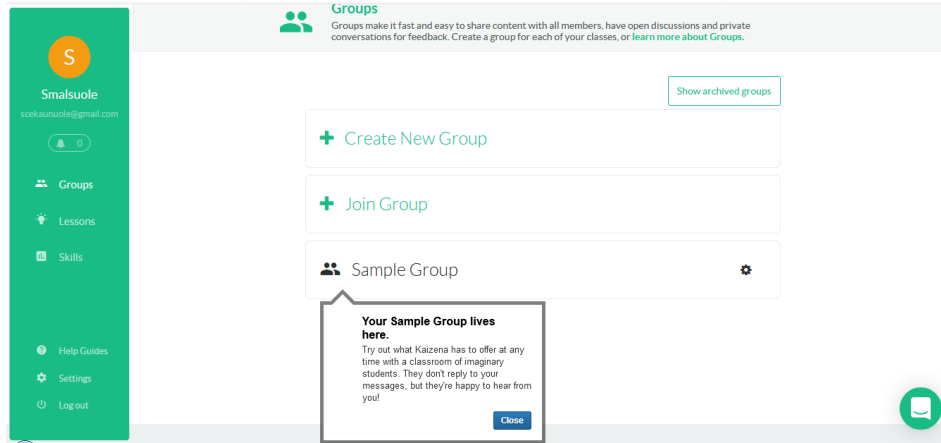 S
Smalsuole
scekaunuole@gmail.com
0
Groups
Lessons
Skills
Help Guides
Settings
Logout
Groups
Groups make it fast and easy to share content with all members, have open discussions and private
conversations for feedback. Create a group for each of your classes, or learn more about Groups.
Show archived groups
Create New Group
Join Group
Sample Group
Your Sample Group lives
here.
Try out what Kaizena has to offer at any
time with a classroom of imaginary
students. They don't reply to your
messages, but they're happy to hear from
you!
Close